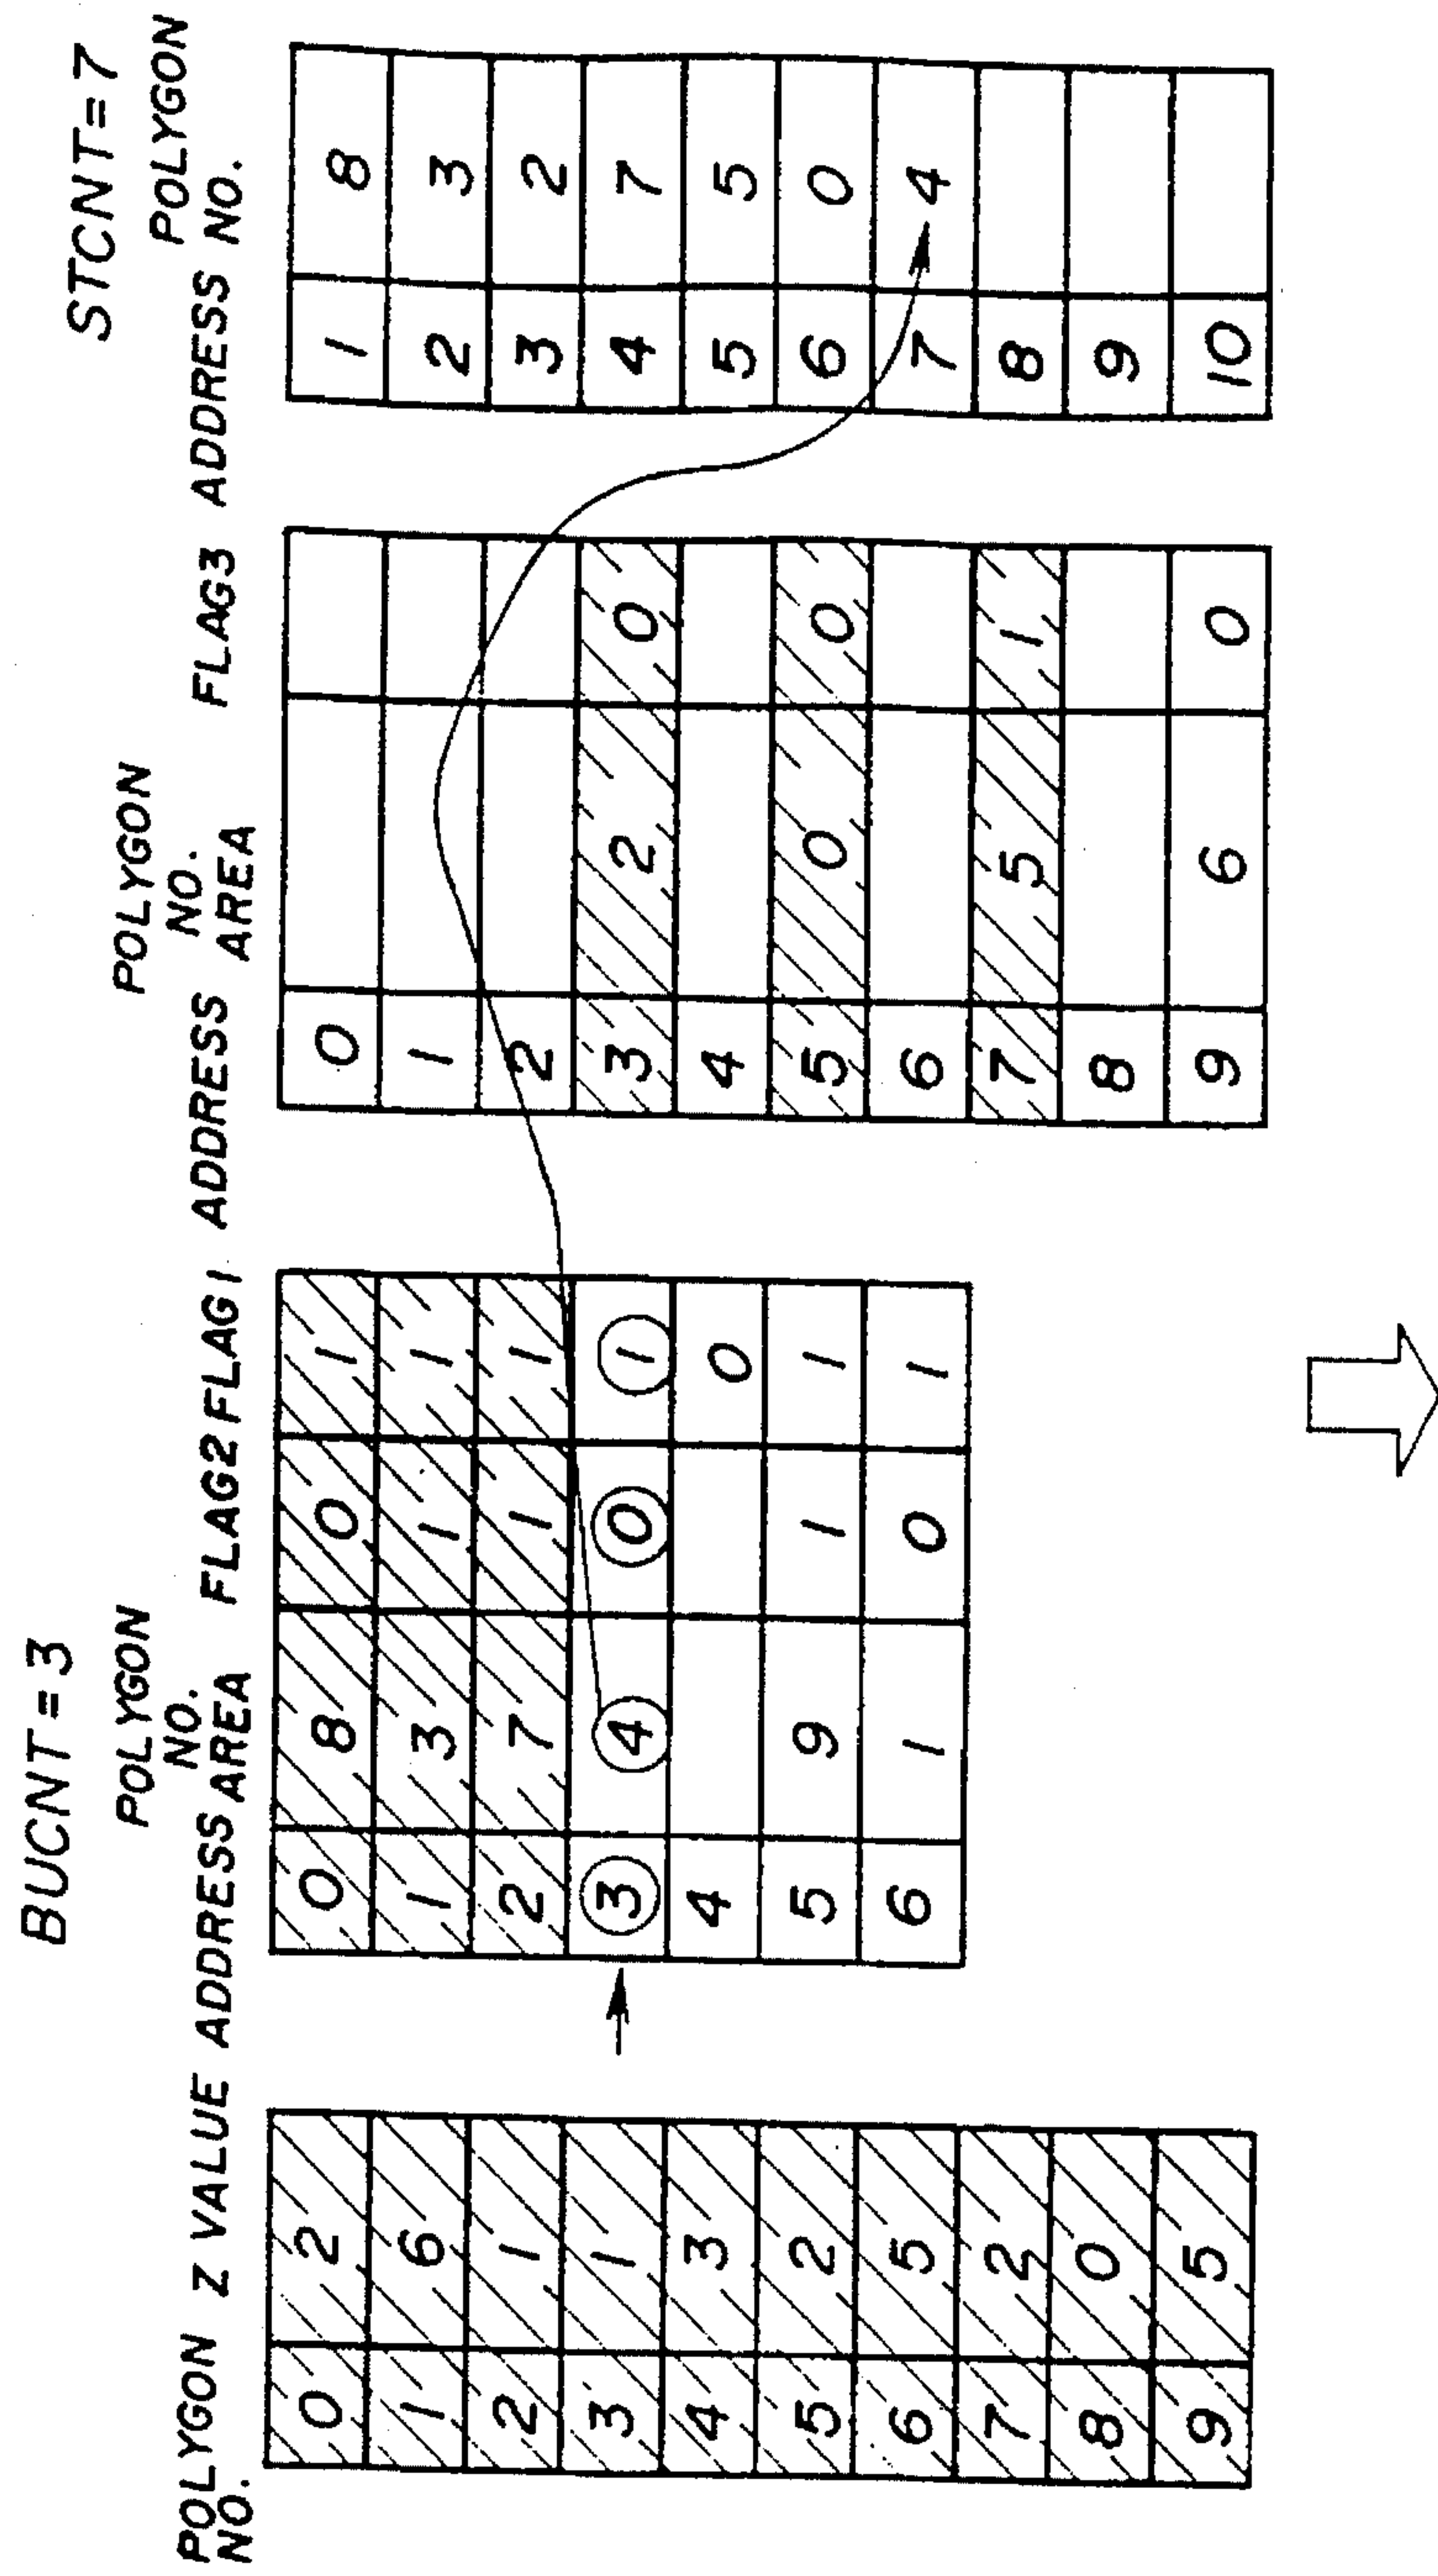 BUCNT=3
STCNT=7
POLYGON NO. Z VALUE
0 2
1 6
2 1
3 1
4 3
5 2
6 5
7 2
8 0
9 5
ADDRESS POLYGON NO. AREA FLAG2 FLAG1
0 8 0 1
1 3 1 1
2 7 1 1
3 4 0 1
4 0
5 9 1 1
6 1 0 1
ADDRESS POLYGON NO. AREA FLAG3
0
1
2
3 2 0
4
5 0 0
6
7 5 1
8
9 6 0
ADDRESS POLYGON NO.
1 8
2 3
3 2
4 7
5 5
6 0
7 4
8
9
10